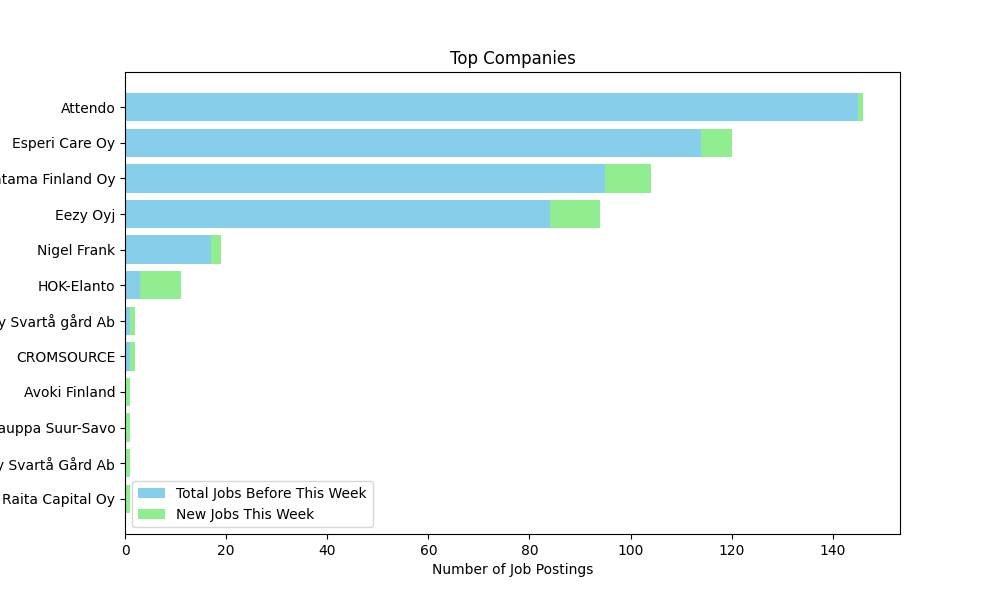 Top Companies
Attendo
Esperi Care Oy
Finland Oy
Eezy Oyj
Nigel Frank
HOK-Elanto
Svartå gård Ab
CROMSOURCE
Avoki Finland
Suur-Savo
Svartå Gård Ab
Raita Capital Oy
Total Jobs Before This Week
New Jobs This Week
0 20 40 60 80 100 120 140
Number of Job Postings